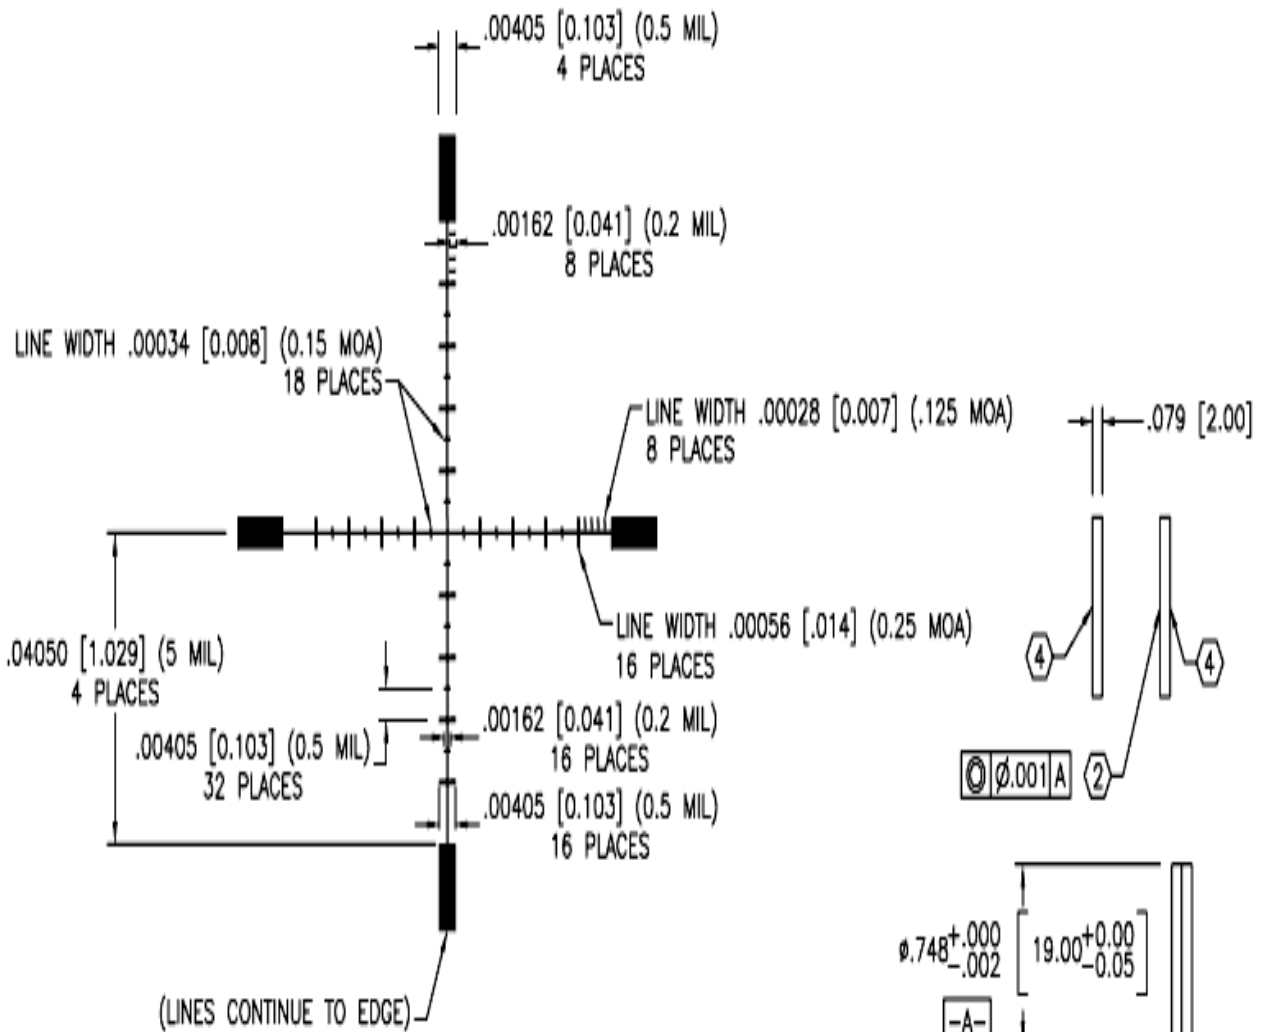 .00405 [0.103] (0.5 MIL)
4 PLACES
.00162 [0.041] (0.2 MIL)
8 PLACES
LINE WIDTH .00034 [0.008] (0.15 MOA)
18 PLACES
LINE WIDTH .00028 [0.007] (.125 MOA)
8 PLACES
.079 [2.00]
LINE WIDTH .00056 [.014] (0.25 MOA)
16 PLACES
4
4
.04050 [1.029] (5 MIL)
4 PLACES
.00405 [0.103] (0.5 MIL)
32 PLACES
.00162 [0.041] (0.2 MIL)
16 PLACES
.00405 [0.103] (0.5 MIL)
16 PLACES
◎ Ø.001 A
2
ø.748 +.000 -.002 [19.00 +0.00 -0.05]
-A-
(LINES CONTINUE TO EDGE)